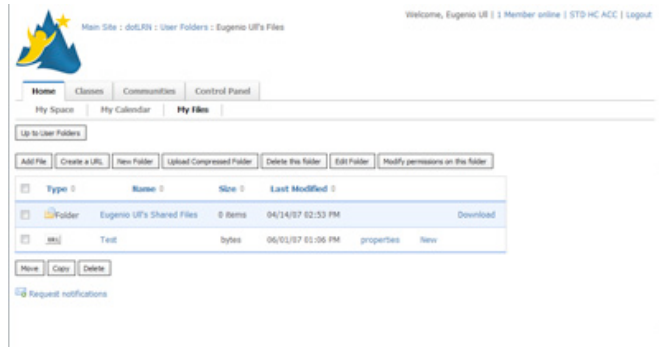 Welcome, Eugenio Ull | 1 Member online | STD HC ACC | Logout
Main Site : dotLRN : User Folders : Eugenio Ull's Files
Home Classes Communities Control Panel
My Space My Calendar My Files
Up to User Folders
Add File Create a URL New Folder Upload Compressed Folder Delete this folder Edit Folder Modify permissions on this folder
Type Name Size Last Modified
Folder Eugenio Ull's Shared Files 0 items 04/14/07 02:53 PM Download
URL Test bytes 06/01/07 01:06 PM properties New
Move Copy Delete
Request notifications